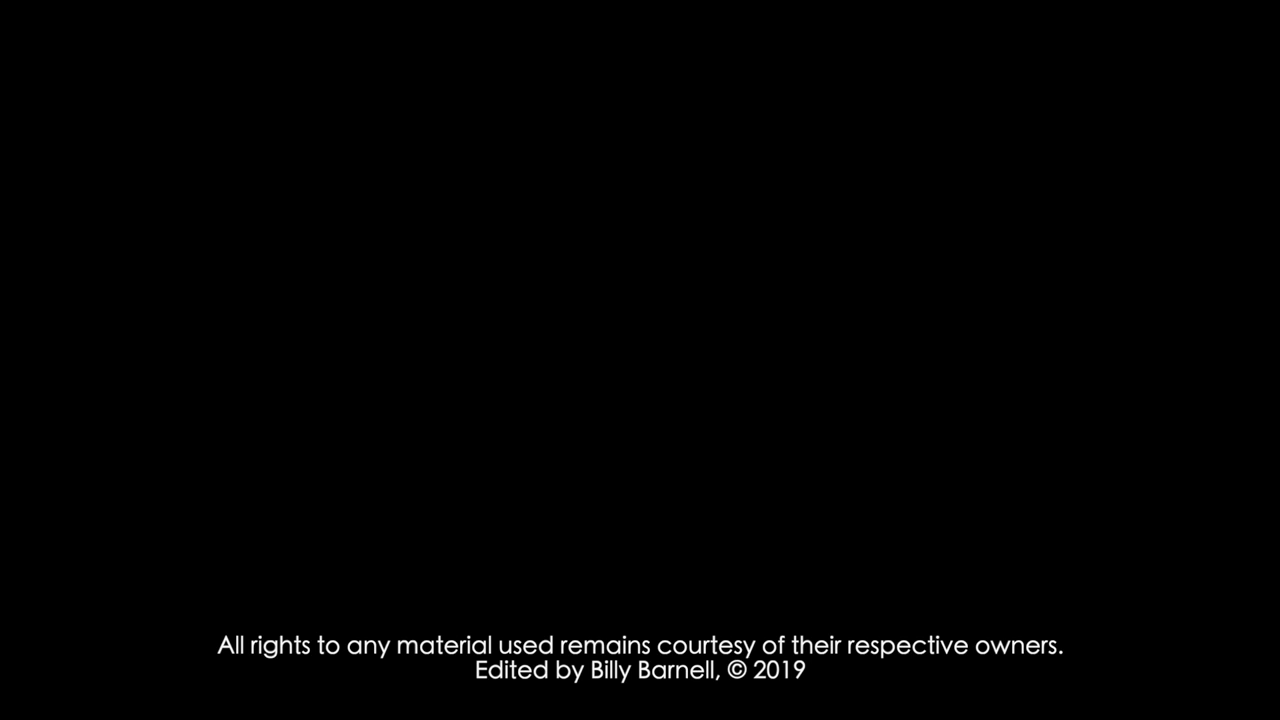 All rights to any material used remains courtesy of their respective owners.
Edited by Billy Barnell, © 2019